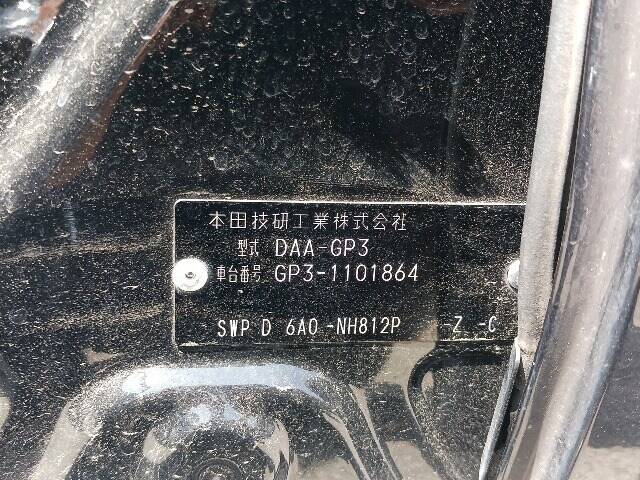 本田技研工業株式会社
型式 DAA-GP3
車台番号 GP3-1101864
SWP D 6A0 -NH812P -Z -C